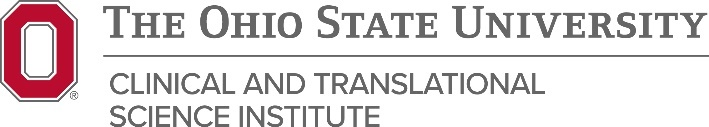 THE OHIO STATE UNIVERSITY
CLINICAL AND TRANSLATIONAL
SCIENCE INSTITUTE
®